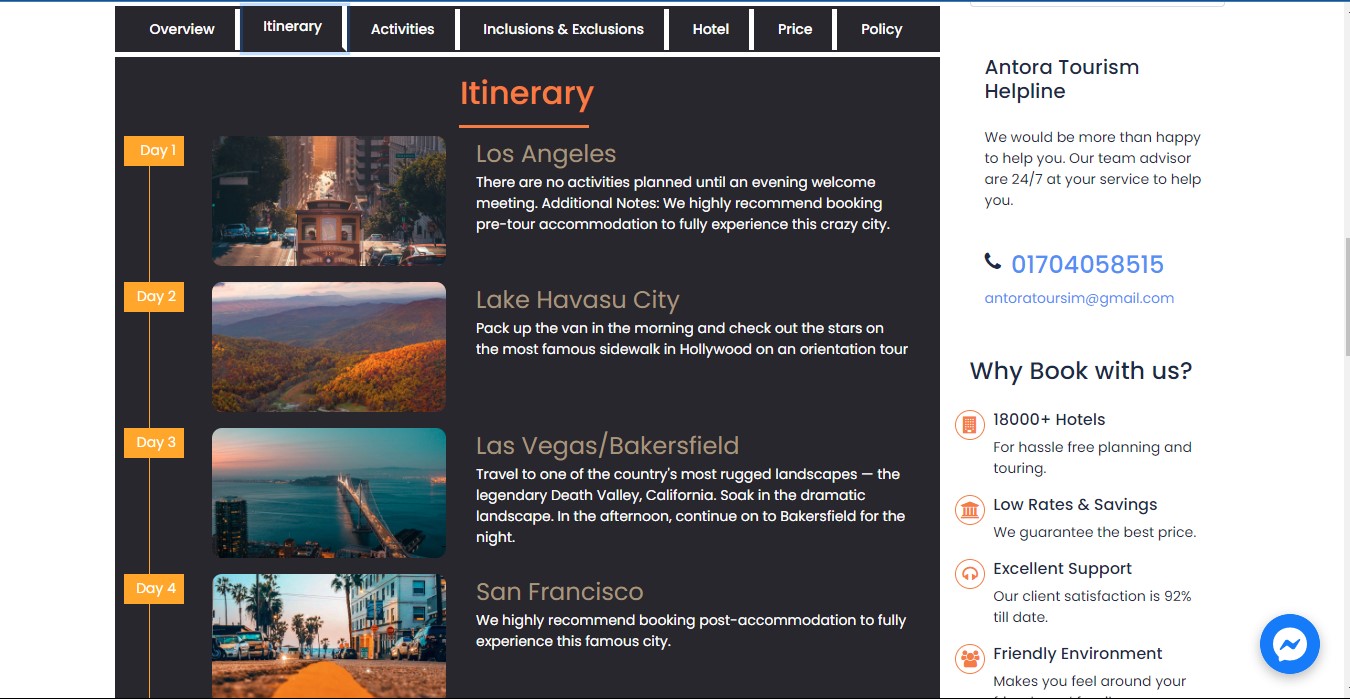 Overview
Itinerary
Activities
Inclusions & Exclusions
Hotel
Price
Policy
Itinerary
Day 1
Los Angeles
There are no activities planned until an evening welcome
meeting. Additional Notes: We highly recommend booking
pre-tour accommodation to fully experience this crazy city.
Day 2
Lake Havasu City
Pack up the van in the morning and check out the stars on
the most famous sidewalk in Hollywood on an orientation tour
Day 3
Las Vegas/Bakersfield
Travel to one of the country's most rugged landscapes — the
legendary Death Valley, California. Soak in the dramatic
landscape. In the afternoon, continue on to Bakersfield for the
night.
Day 4
San Francisco
We highly recommend booking post-accommodation to fully
experience this famous city.
Antora Tourism
Helpline
We would be more than happy
to help you. Our team advisor
are 24/7 at your service to help
you.
01704058515
antoratoursim@gmail.com
Why Book with us?
18000+ Hotels
For hassle free planning and
touring.
Low Rates & Savings
We guarantee the best price.
Excellent Support
Our client satisfaction is 92%
till date.
Friendly Environment
Makes you feel around your